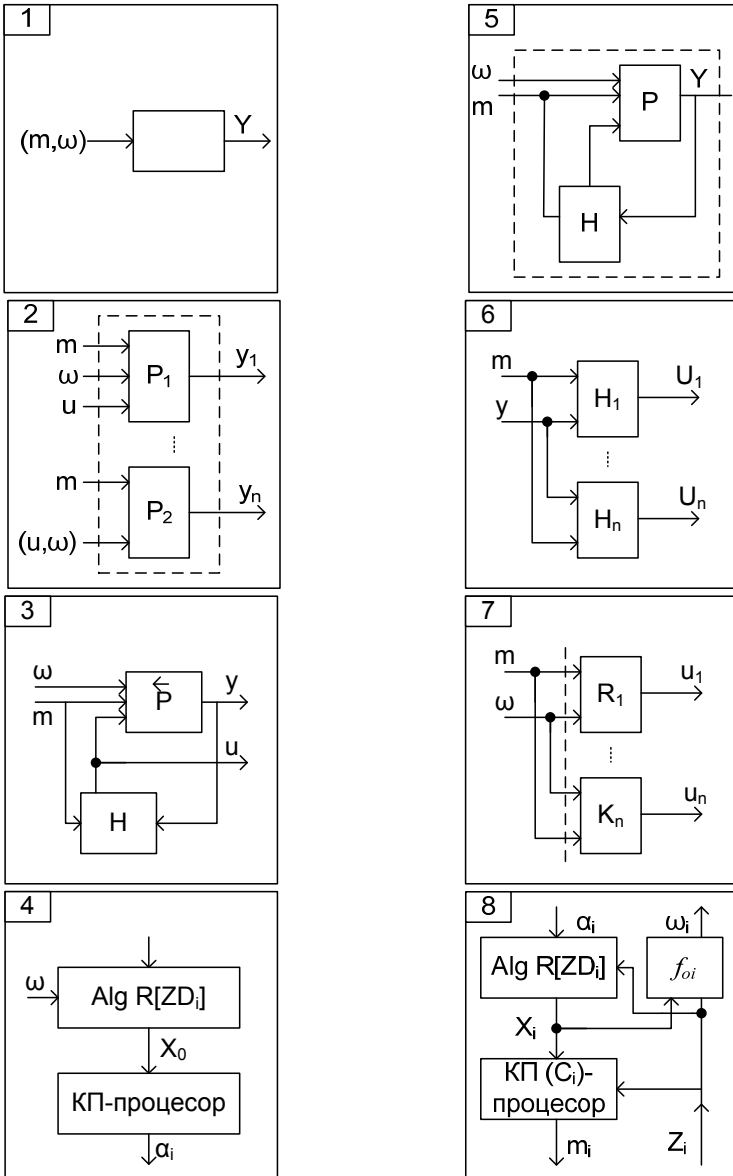 1
(m,ω)
Y
2
m
ω
u
P₁
y₁
m
(u,ω)
P₂
yₙ
3
ω
m
P
y
u
H
4
ω
Alg R[ZDᵢ]
X₀
КП-процесор
αᵢ
5
ω
m
P
Y
H
6
m
y
H₁
U₁
Hₙ
Uₙ
7
m
ω
R₁
u₁
Kₙ
uₙ
8
αᵢ
ωᵢ
Alg R[ZDᵢ]
fₒᵢ
Xᵢ
КП (Cᵢ)-
процесор
mᵢ
Zᵢ